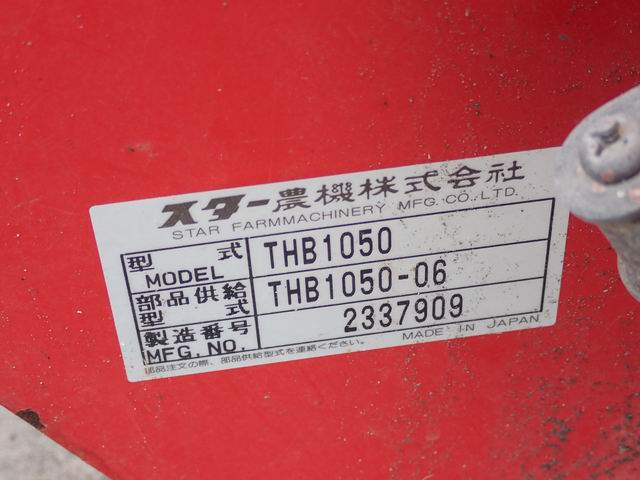 スター農機株式会社
STAR FARMMACHINERY MFG.CO.,LTD.
型式 THB1050
MODEL
部品供給 THB1050-06
型式
製造番号 2337909
MFG.NO.
MADE IN JAPAN
部品注文の際、部品供給型式を連絡ください。